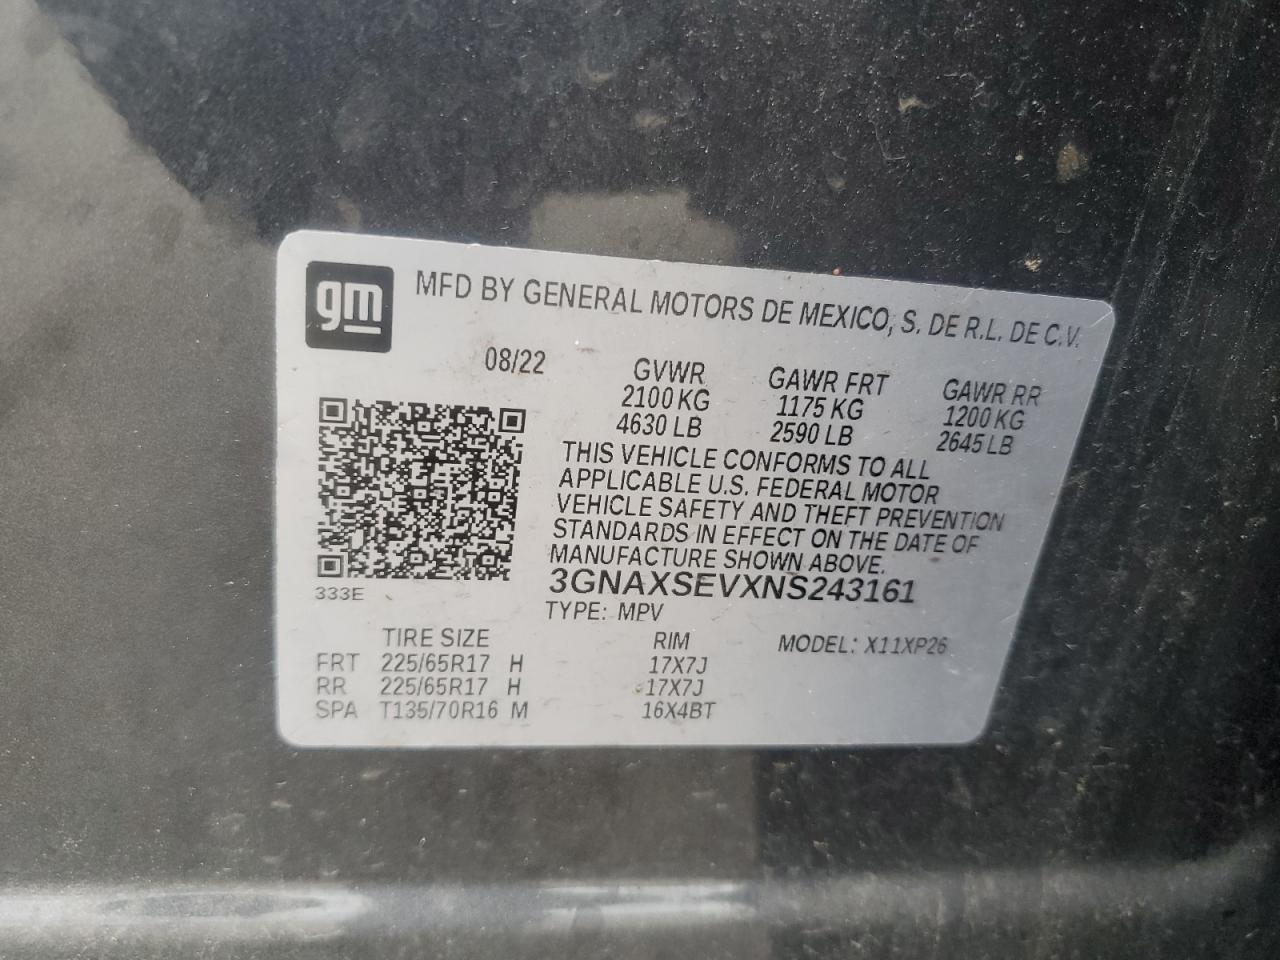 gm
MFD BY GENERAL MOTORS DE MEXICO, S. DE R.L. DE C.V.
08/22
GVWR GAWR FRT GAWR RR
2100 KG 1175 KG 1200 KG
4630 LB 2590 LB 2645 LB
THIS VEHICLE CONFORMS TO ALL
APPLICABLE U.S. FEDERAL MOTOR
VEHICLE SAFETY AND THEFT PREVENTION
STANDARDS IN EFFECT ON THE DATE OF
MANUFACTURE SHOWN ABOVE.
3GNAXSEVXNS243161
333E
TYPE: MPV
TIRE SIZE RIM MODEL: X11XP26
FRT 225/65R17 H 17X7J
RR 225/65R17 H 17X7J
SPA T135/70R16 M 16X4BT